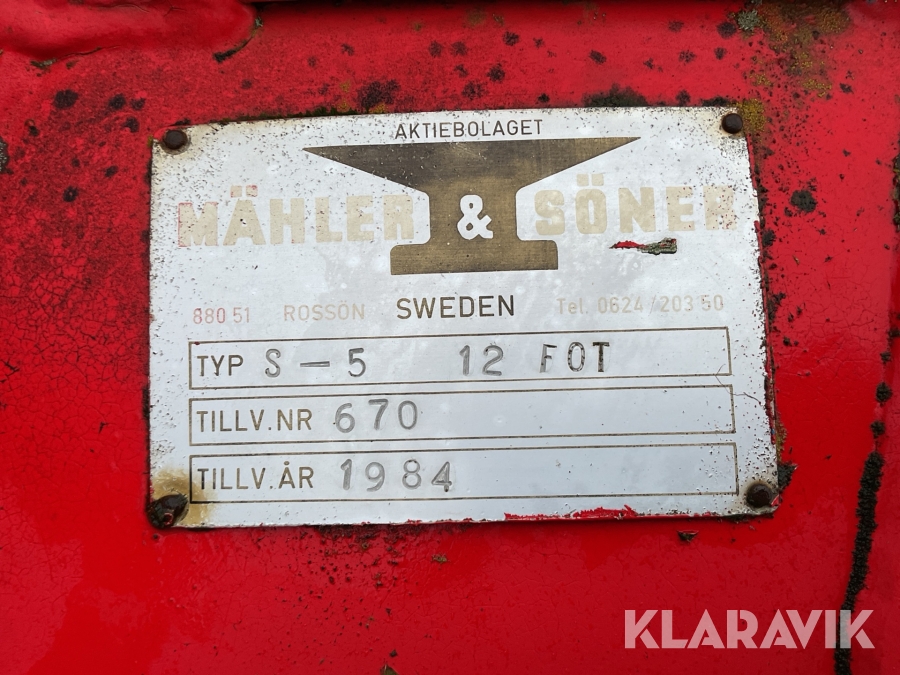 AKTIEBOLAGET
MÄHLER & SÖNER
880 51 ROSSÖN SWEDEN Tel. 0624/203 50
TYP S-5 12 FOT
TILLV.NR 670
TILLV.ÅR 1984
KLARAVIK